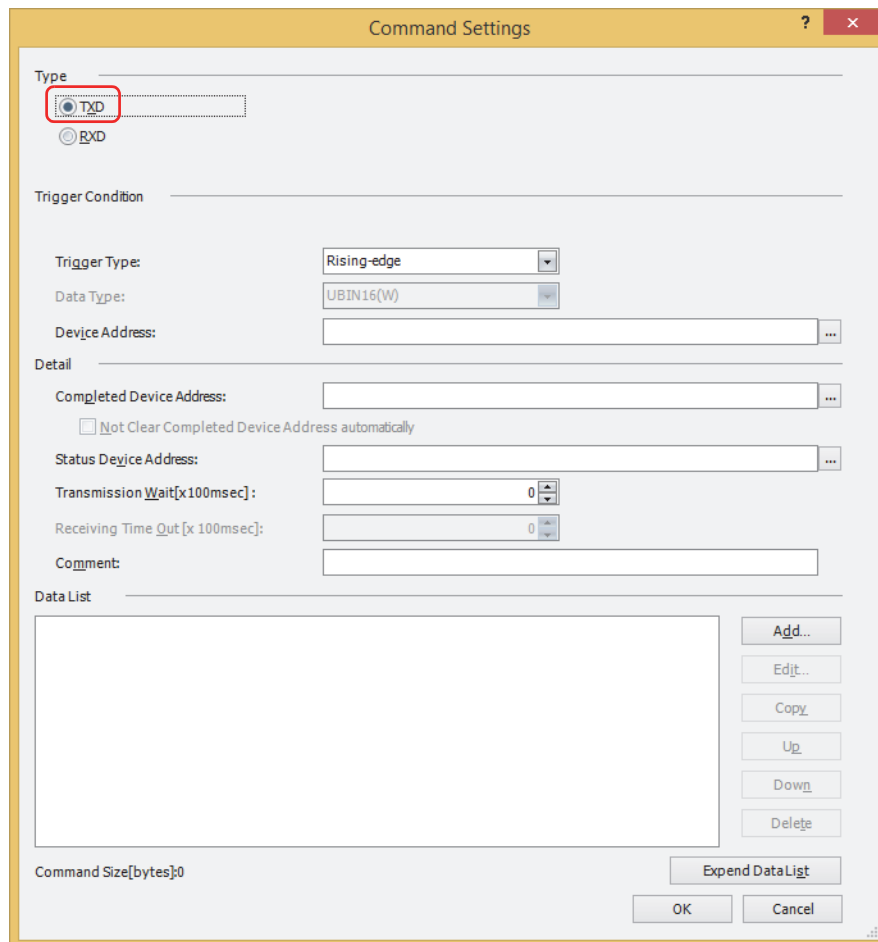 Command Settings ? ×
Type
TXD
RXD
Trigger Condition
Trigger Type: Rising-edge
Data Type: UBIN16(W)
Device Address: ...
Detail
Completed Device Address: ...
Not Clear Completed Device Address automatically
Status Device Address: ...
Transmission Wait[x100msec] : 0
Receiving Time Out [x 100msec]: 0
Comment:
Data List
Add...
Edit...
Copy
Up
Down
Delete
Command Size[bytes]:0
Expend Data List
OK Cancel